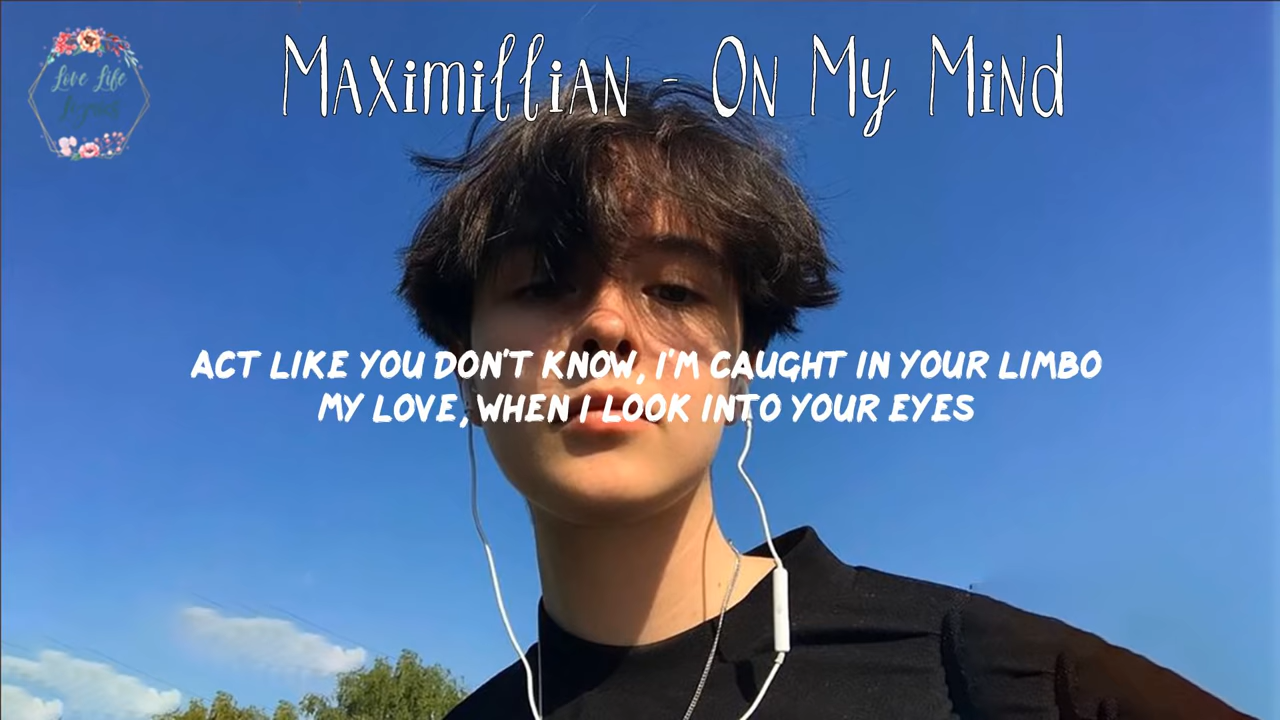 Love Life
Maximillian - On My Mind
ACT LIKE YOU DON'T KNOW, I'M CAUGHT IN YOUR LIMBO
MY LOVE, WHEN I LOOK INTO YOUR EYES